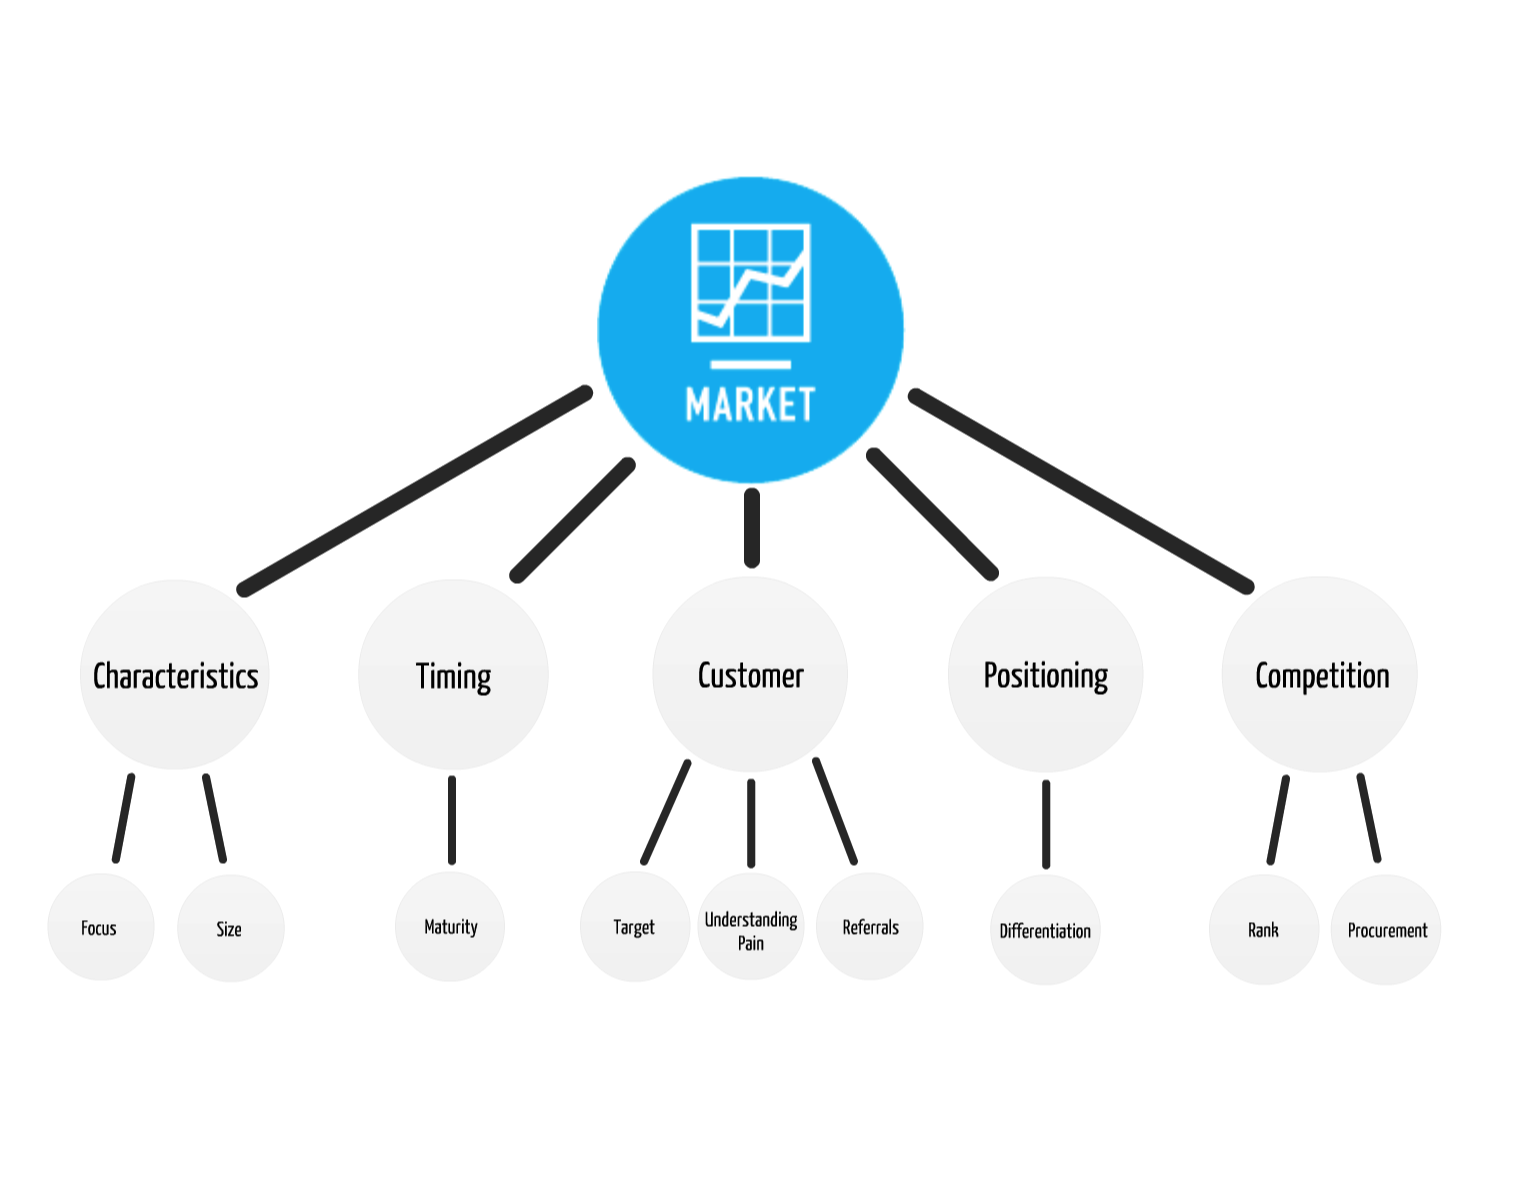 MARKET
Characteristics
Timing
Customer
Positioning
Competition
Focus
Size
Maturity
Target
Understanding
Pain
Referrals
Differentiation
Rank
Procurement